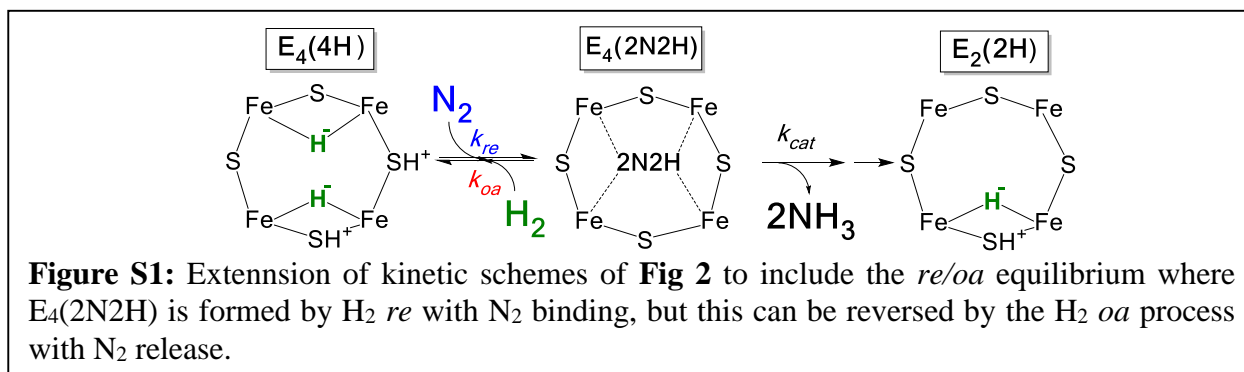 E4(4H) E4(2N2H) E2(2H)
S S
Fe Fe N2 Fe Fe Fe Fe
H- kre kcat
S SH+ S 2N2H S S S
koa
H- H-
Fe Fe H2 Fe Fe 2NH3 Fe Fe
SH+ S SH+
Figure S1: Extennsion of kinetic schemes of Fig 2 to include the re/oa equilibrium where
E4(2N2H) is formed by H2 re with N2 binding, but this can be reversed by the H2 oa process
with N2 release.